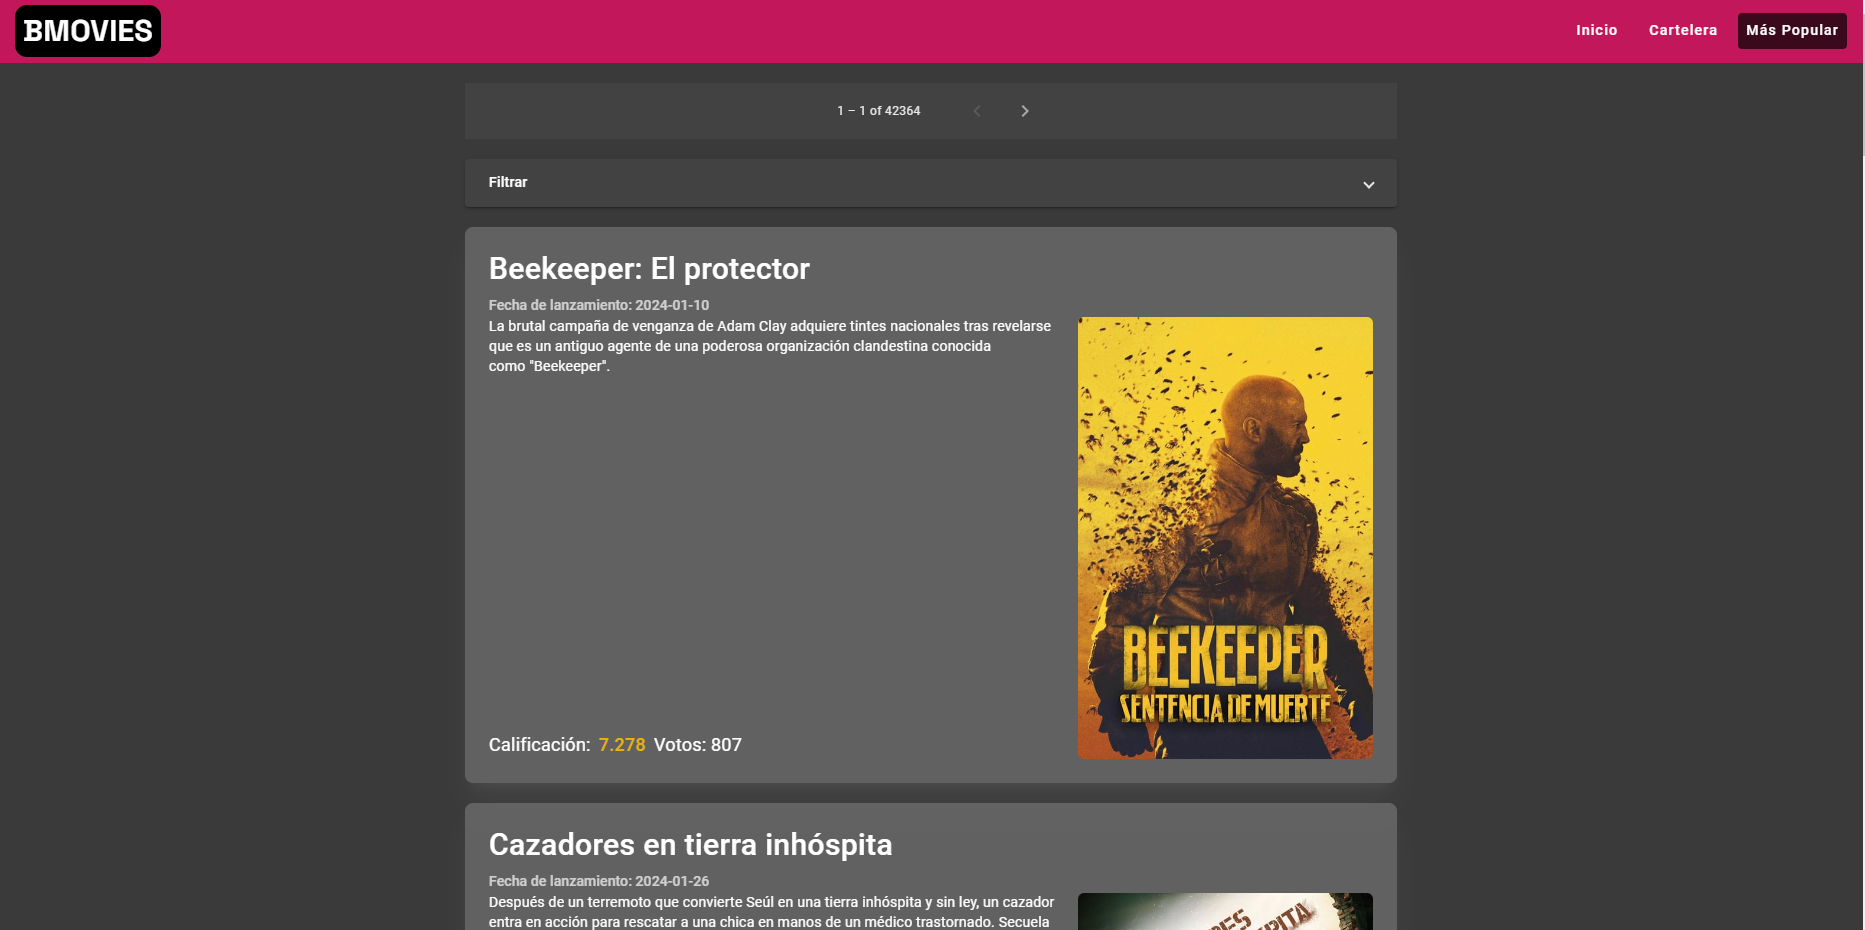 BMOVIES
Inicio
Cartelera
Más Popular
1 – 1 of 42364
Filtrar
Beekeeper: El protector
Fecha de lanzamiento: 2024-01-10
La brutal campaña de venganza de Adam Clay adquiere tintes nacionales tras revelarse
que es un antiguo agente de una poderosa organización clandestina conocida
como "Beekeeper".
BEEKEEPER
SENTENCIA DE MUERTE
Calificación: 7.278 Votos: 807
Cazadores en tierra inhóspita
Fecha de lanzamiento: 2024-01-26
Después de un terremoto que convierte Seúl en una tierra inhóspita y sin ley, un cazador
entra en acción para rescatar a una chica en manos de un médico trastornado. Secuela